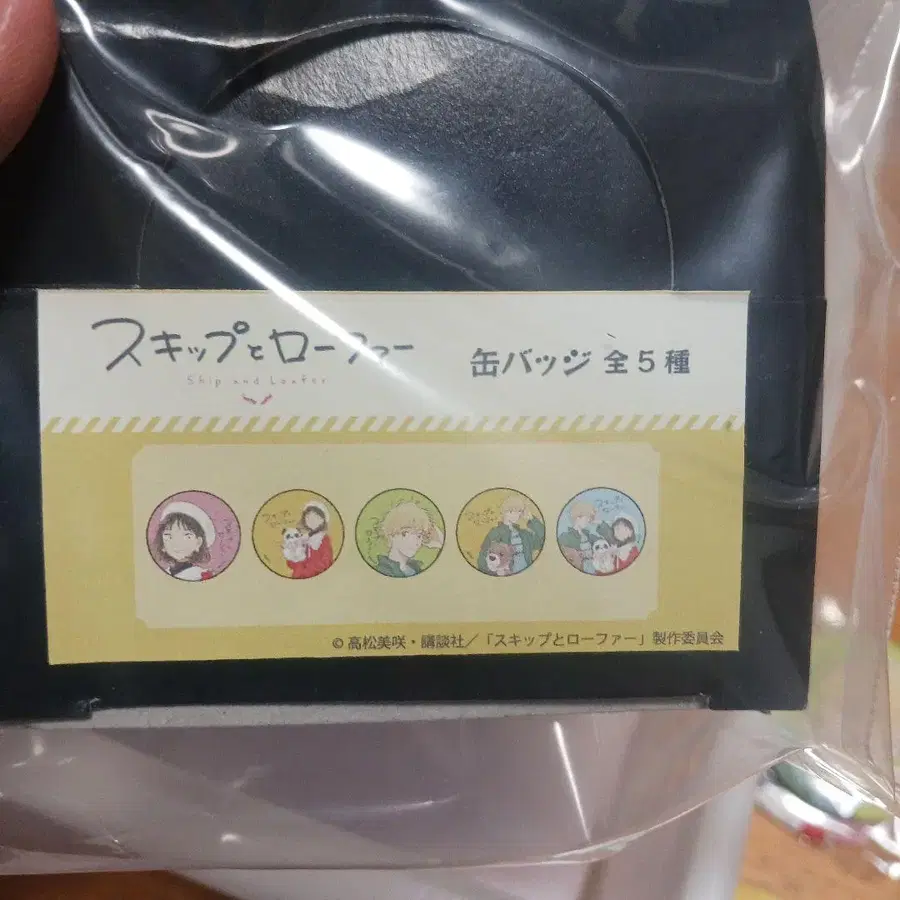 スキップとローファー
Skip and Loafer
缶バッジ 全5種
© 高松美咲・講談社／「スキップとローファー」製作委員会